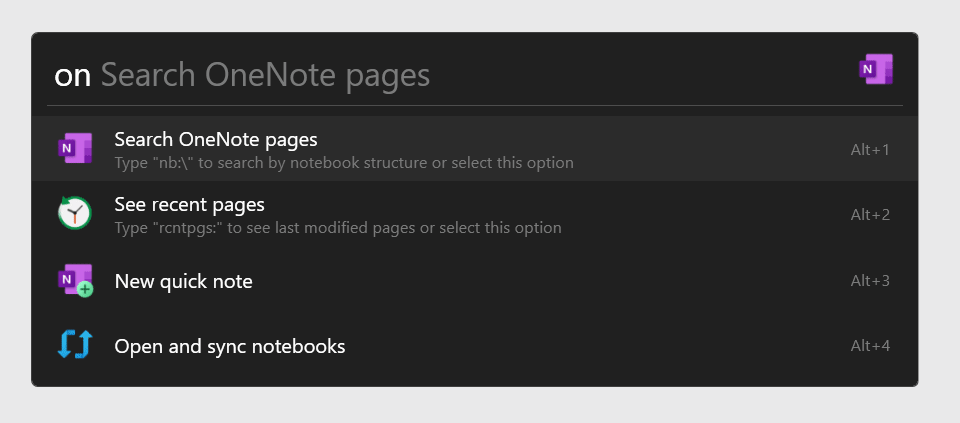 on Search OneNote pages
N
N
Search OneNote pages
Type "nb:\" to search by notebook structure or select this option
Alt+1
See recent pages
Type "rcntpgs:" to see last modified pages or select this option
Alt+2
N
New quick note
Alt+3
Open and sync notebooks
Alt+4